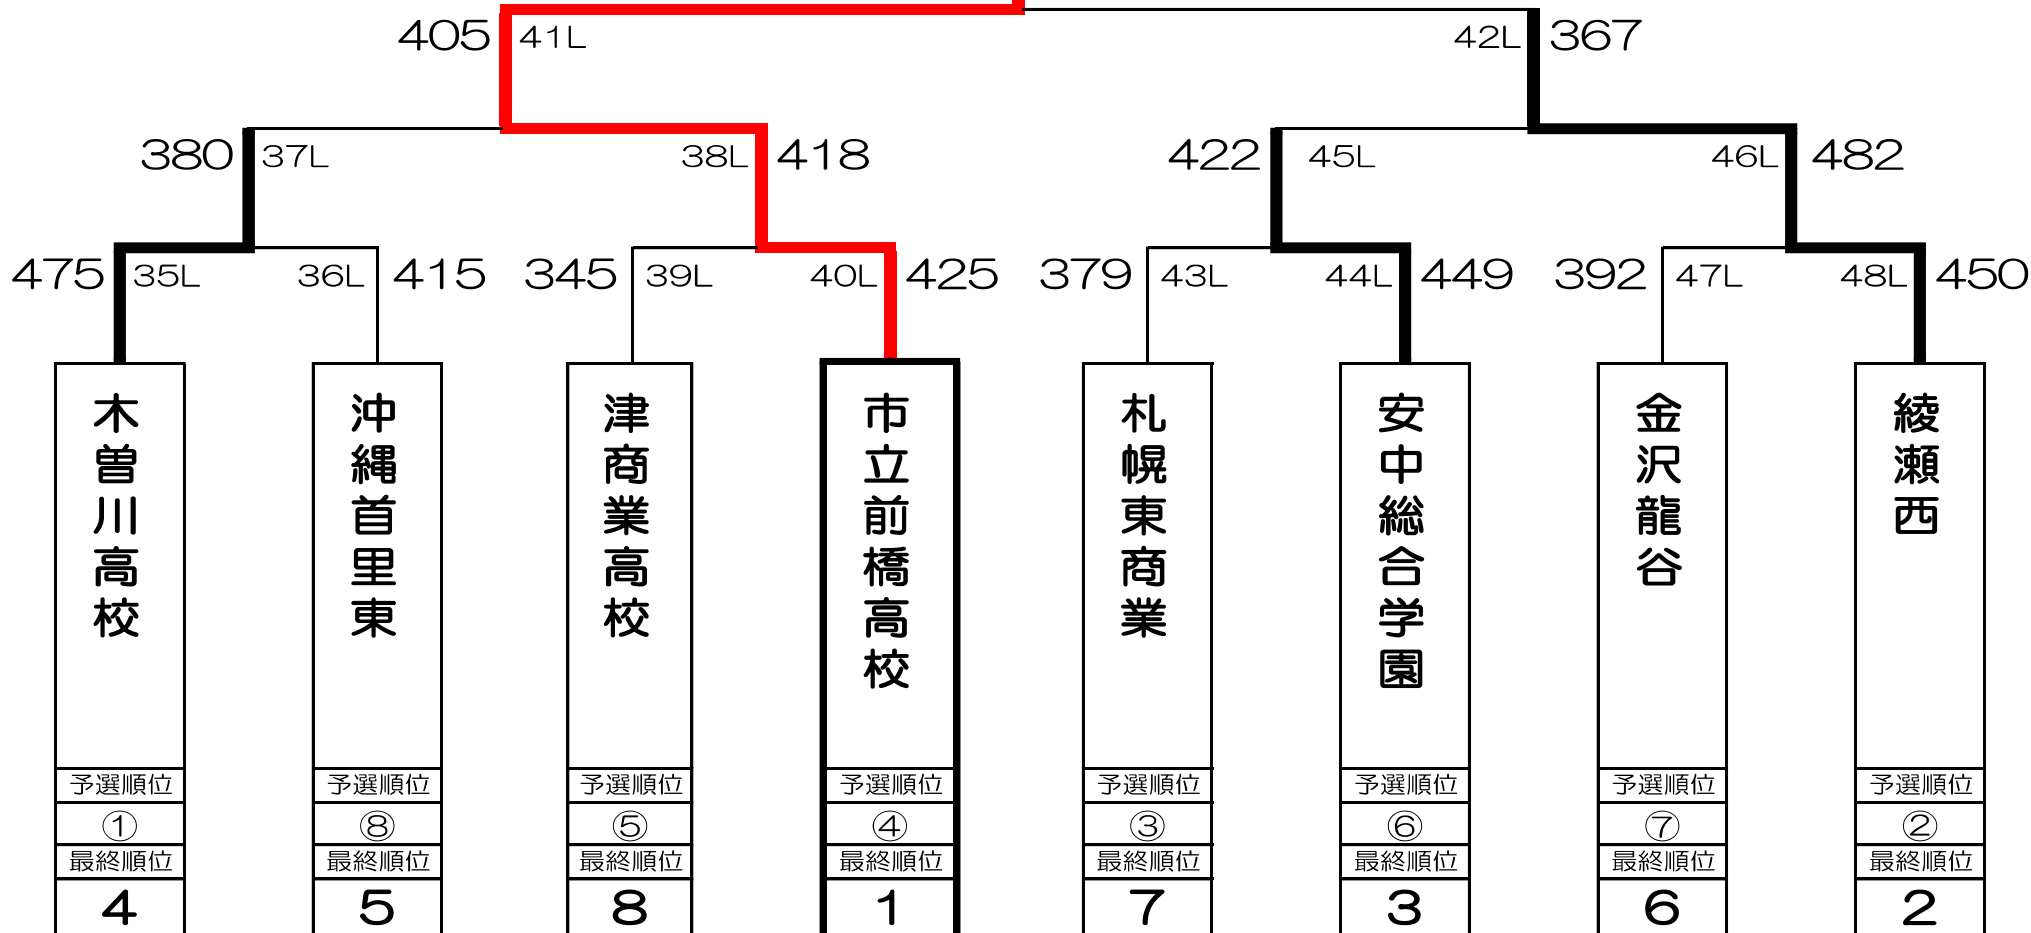 405 41L 42L 367
380 37L 38L 418 422 45L 46L 482
475 35L 36L 415 345 39L 40L 425 379 43L 44L 449 392 47L 48L 450
木曽川高校
沖縄首里東
津商業高校
市立前橋高校
札幌東商業
安中総合学園
金沢龍谷
綾瀬西
予選順位 予選順位 予選順位 予選順位 予選順位 予選順位 予選順位 予選順位
① ⑧ ⑤ ④ ③ ⑥ ⑦ ②
最終順位 最終順位 最終順位 最終順位 最終順位 最終順位 最終順位 最終順位
4 5 8 1 7 3 6 2